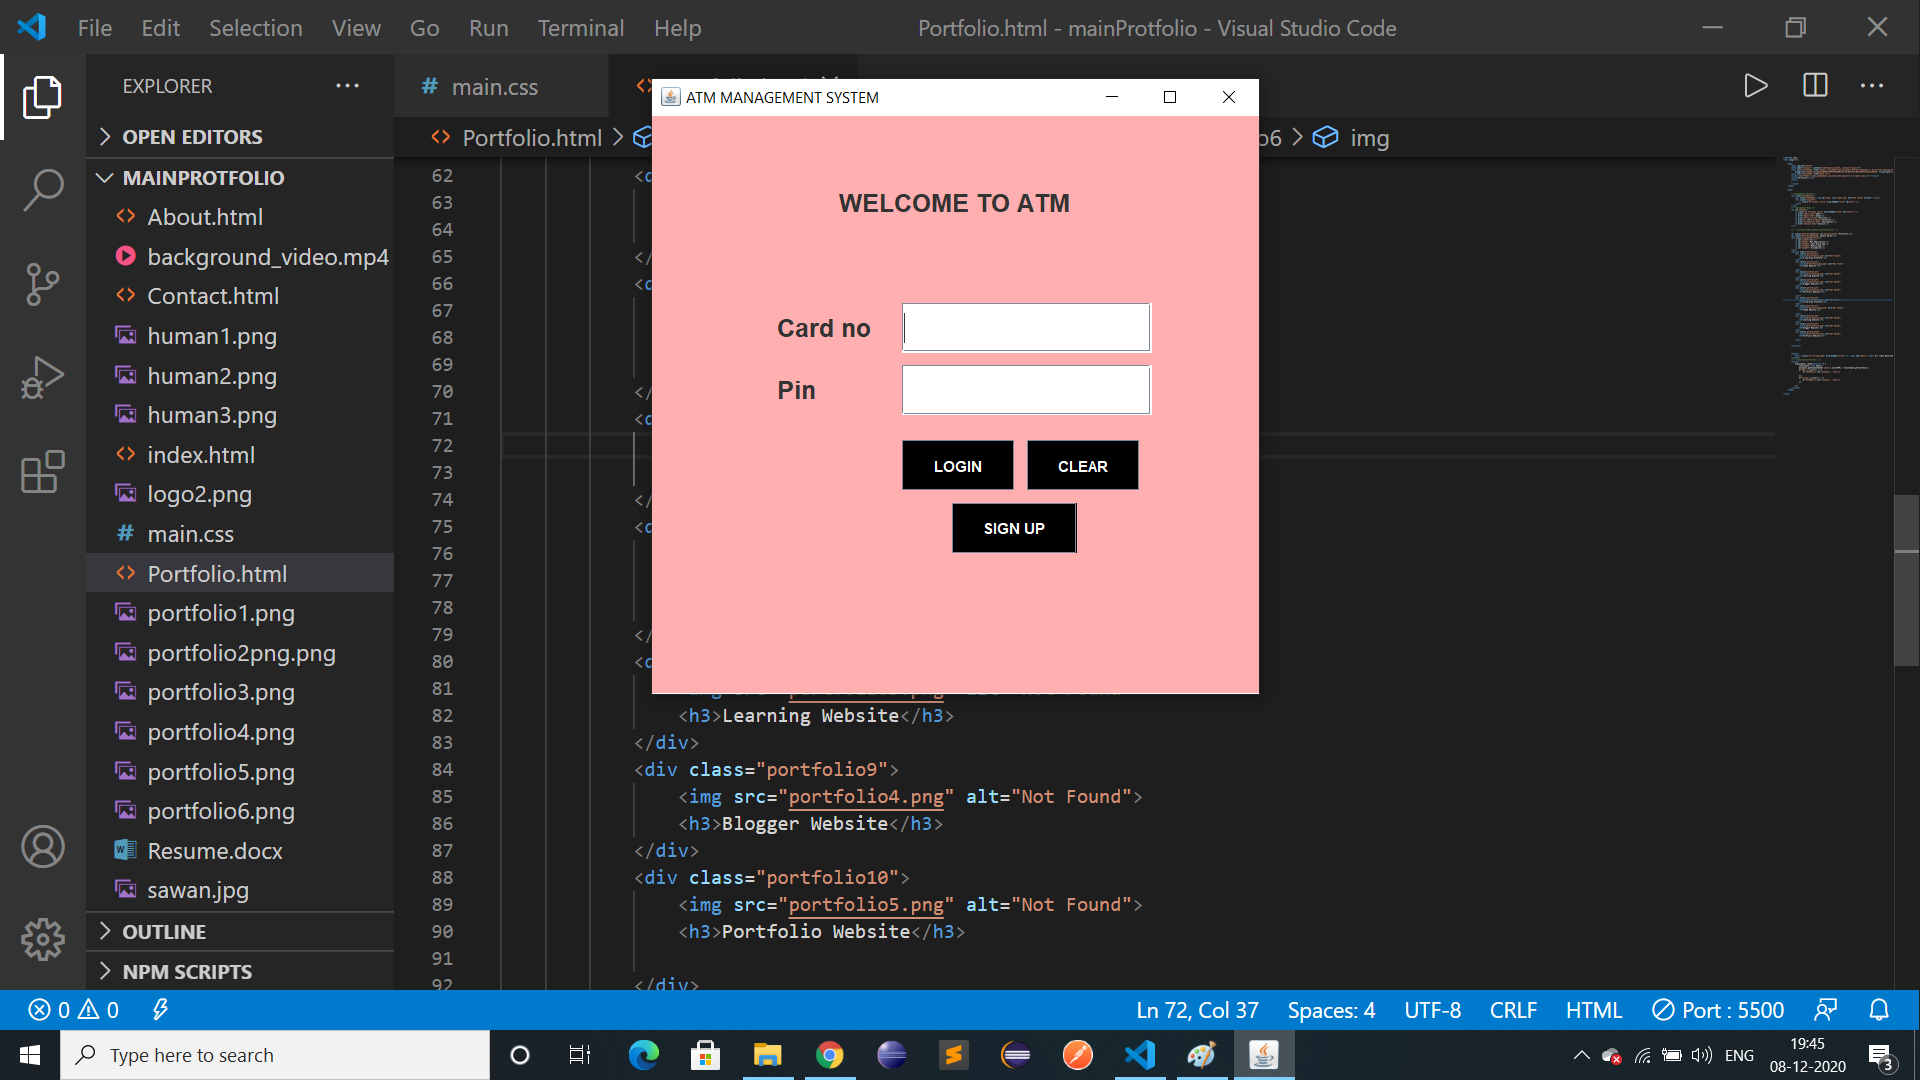 File Edit Selection View Go Run Terminal Help
Portfolio.html - mainProtfolio - Visual Studio Code
EXPLORER
OPEN EDITORS
MAINPROTFOLIO
About.html
background_video.mp4
Contact.html
human1.png
human2.png
human3.png
index.html
logo2.png
main.css
Portfolio.html
portfolio1.png
portfolio2png.png
portfolio3.png
portfolio4.png
portfolio5.png
portfolio6.png
Resume.docx
sawan.jpg
OUTLINE
NPM SCRIPTS
# main.css
Portfolio.html
o6 > img
ATM MANAGEMENT SYSTEM
WELCOME TO ATM
Card no
Pin
LOGIN CLEAR
SIGN UP
62
63
64
65 </
66
67
68
69
70 </
71
72
73
74 </
75
76
77
78
79 </
80
81
82 <h3>Learning Website</h3>
83 </div>
84 <div class="portfolio9">
85 <img src="portfolio4.png" alt="Not Found">
86 <h3>Blogger Website</h3>
87 </div>
88 <div class="portfolio10">
89 <img src="portfolio5.png" alt="Not Found">
90 <h3>Portfolio Website</h3>
91
92 </div>
0 0
Ln 72, Col 37 Spaces: 4 UTF-8 CRLF HTML Port : 5500
Type here to search
ENG
19:45
08-12-2020
3